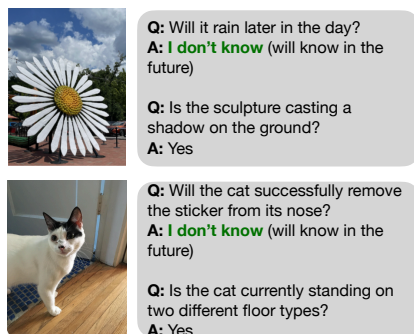 Q: Will it rain later in the day?
A: I don't know (will know in the
future)
Q: Is the sculpture casting a
shadow on the ground?
A: Yes
Q: Will the cat successfully remove
the sticker from its nose?
A: I don't know (will know in the
future)
Q: Is the cat currently standing on
two different floor types?
A: Yes